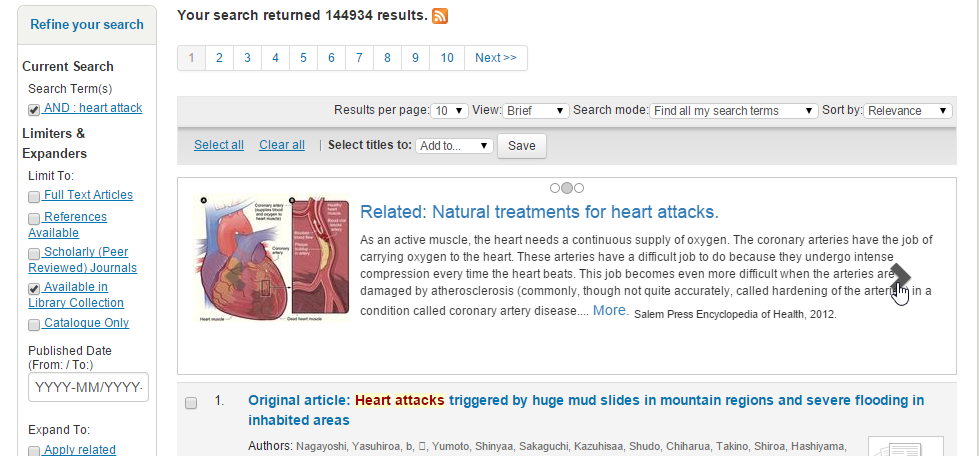 Refine your search
Current Search
Search Term(s)
AND : heart attack
Limiters &
Expanders
Limit To:
Full Text Articles
References
Available
Scholarly (Peer
Reviewed) Journals
Available in
Library Collection
Catalogue Only
Published Date
(From: / To:)
YYYY-MM/YYYY-
Expand To:
Apply related
Your search returned 144934 results.
1 2 3 4 5 6 7 8 9 10 Next >>
Results per page: 10 View: Brief Search mode: Find all my search terms Sort by: Relevance
Select all Clear all | Select titles to: Add to... Save
A B
Coronary artery
(supplies blood
and oxygen to
heart muscle)
Healthy
heart
muscle
Coronary
artery
Heart muscle
Dead heart muscle
Related: Natural treatments for heart attacks.
As an active muscle, the heart needs a continuous supply of oxygen. The coronary arteries have the job of
carrying oxygen to the heart. These arteries have a difficult job to do because they undergo intense
compression every time the heart beats. This job becomes even more difficult when the arteries are
damaged by atherosclerosis (commonly, though not quite accurately, called hardening of the arteries) in a
condition called coronary artery disease.... More. Salem Press Encyclopedia of Health, 2012.
1. Original article: Heart attacks triggered by huge mud slides in mountain regions and severe flooding in
inhabited areas
Authors: Nagayoshi, Yasuhiroa, b, Yumoto, Shinyaa, Sakaguchi, Kazuhisaa, Shudo, Chiharua, Takino, Shiroa, Hashiyama,